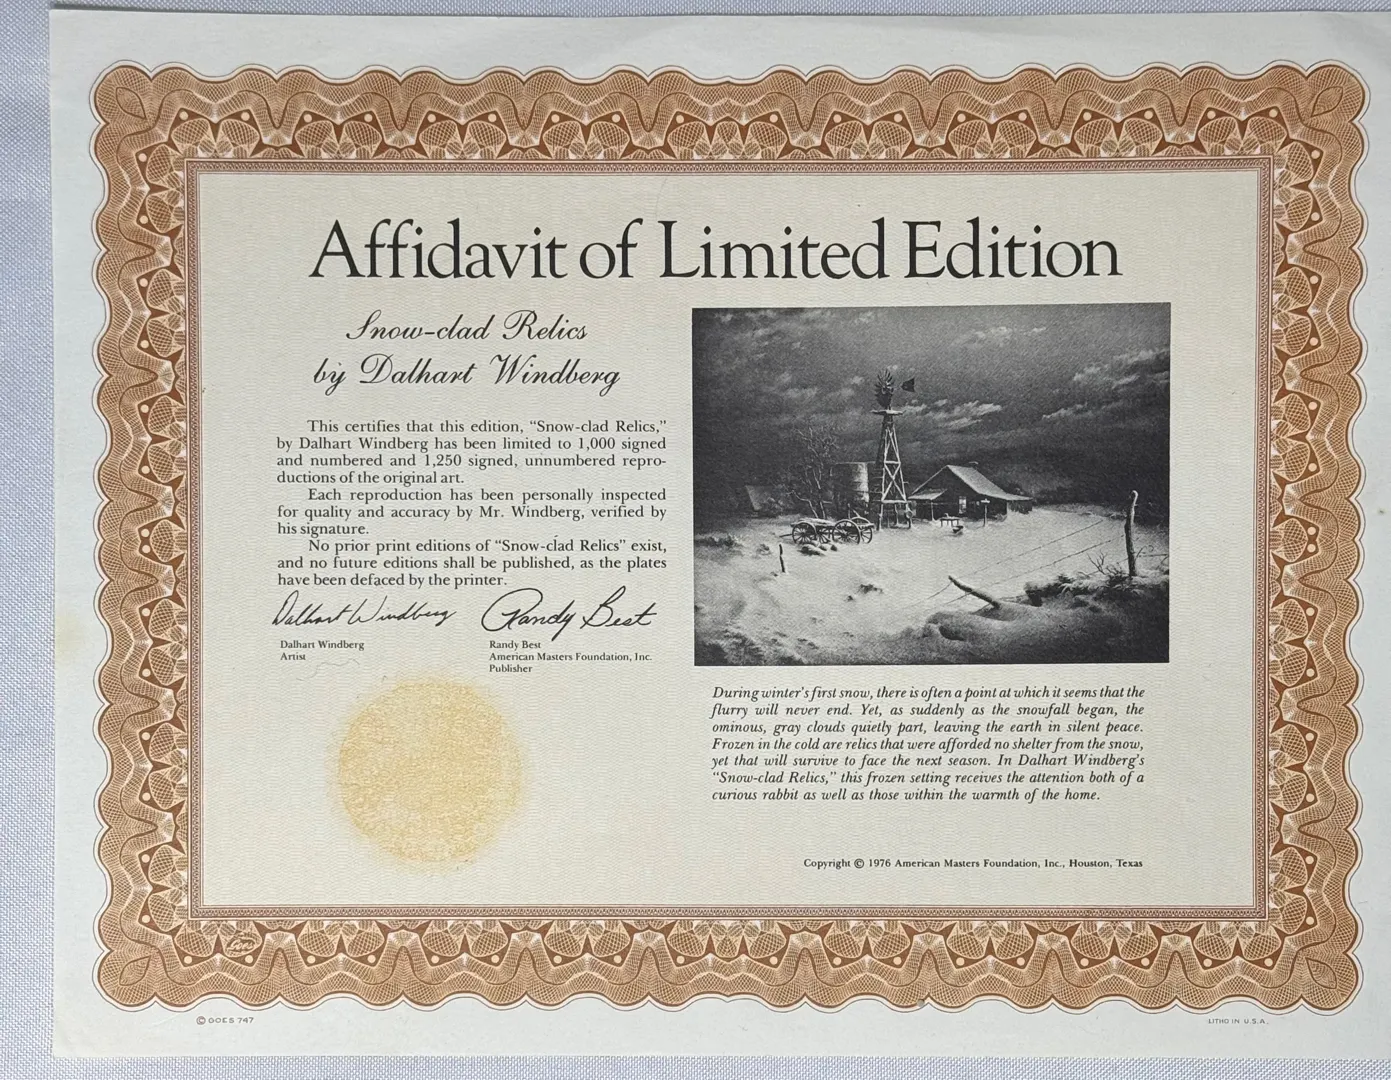 Affidavit of Limited Edition
Snow-clad Relics
by Dalhart Windberg
This certifies that this edition, “Snow-clad Relics,”
by Dalhart Windberg has been limited to 1,000 signed
and numbered and 1,250 signed, unnumbered repro-
ductions of the original art.
Each reproduction has been personally inspected
for quality and accuracy by Mr. Windberg, verified by
his signature.
No prior print editions of “Snow-clad Relics” exist,
and no future editions shall be published, as the plates
have been defaced by the printer.
Dalhart Windberg
Randy Best
Dalhart Windberg
Artist
Randy Best
American Masters Foundation, Inc.
Publisher
During winter's first snow, there is often a point at which it seems that the
flurry will never end. Yet, as suddenly as the snowfall began, the
ominous, gray clouds quietly part, leaving the earth in silent peace.
Frozen in the cold are relics that were afforded no shelter from the snow,
yet that will survive to face the next season. In Dalhart Windberg's
“Snow-clad Relics,” this frozen setting receives the attention both of a
curious rabbit as well as those within the warmth of the home.
Copyright © 1976 American Masters Foundation, Inc., Houston, Texas
Goes
© GOES 747
LITHO IN U.S.A.